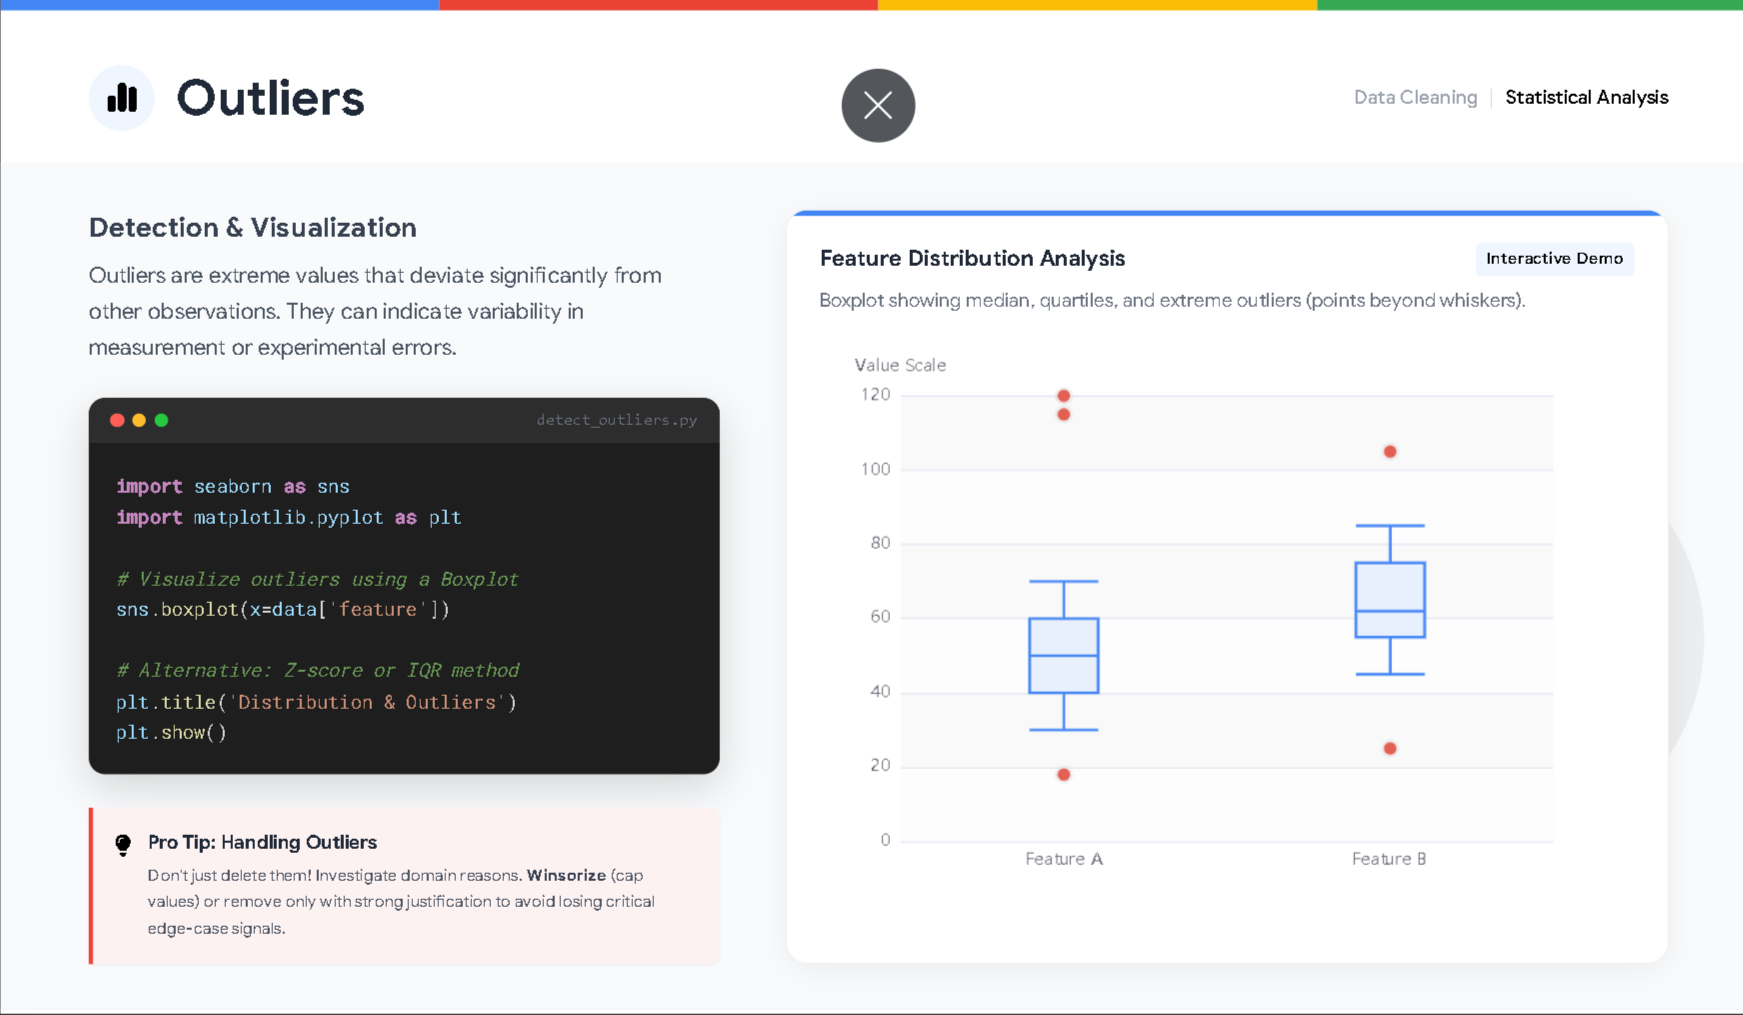 Outliers
Data Cleaning | Statistical Analysis
Detection & Visualization
Outliers are extreme values that deviate significantly from
other observations. They can indicate variability in
measurement or experimental errors.
detect_outliers.py
import seaborn as sns
import matplotlib.pyplot as plt
# Visualize outliers using a Boxplot
sns.boxplot(x=data['feature'])
# Alternative: Z-score or IQR method
plt.title('Distribution & Outliers')
plt.show()
Pro Tip: Handling Outliers
Don't just delete them! Investigate domain reasons. Winsorize (cap
values) or remove only with strong justification to avoid losing critical
edge-case signals.
Feature Distribution Analysis
Interactive Demo
Boxplot showing median, quartiles, and extreme outliers (points beyond whiskers).
Value Scale
120
100
80
60
40
20
0
Feature A
Feature B